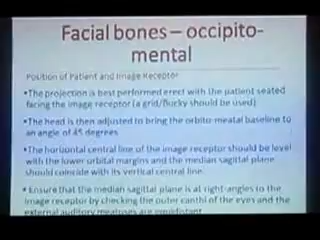 Facial bones – occipito-
mental
Position of Patient and Image Receptor
•The projection is best performed erect with the patient seated
facing the image receptor (a grid/Bucky should be used)
•The head is then adjusted to bring the orbito-meatal baseline to
an angle of 45 degrees
•The horizontal central line of the image receptor should be level
with the lower orbital margins and the median sagittal plane
should coincide with its vertical central line.
• Ensure that the median sagittal plane is at right-angles to the
image receptor by checking the outer canthi of the eyes and the
external auditory meatuses are equidistant